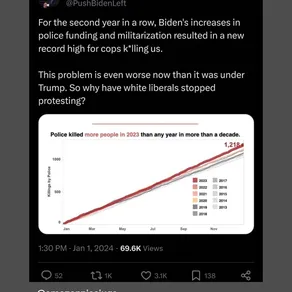 @PushBidenLeft
For the second year in a row, Biden's increases in
police funding and militarization resulted in a new
record high for cops k*lling us.
This problem is even worse now than it was under
Trump. So why have white liberals stopped
protesting?
Police killed more people in 2023 than any year in more than a decade.
Killings by Police
1000
500
0
Jan
Mar
May
Jul
Sep
Nov
2023 2017
2022 2016
2021 2015
2020 2014
2019 2013
2018
1:30 PM · Jan 1, 2024 · 69.6K Views
52 1K 3.1K 138